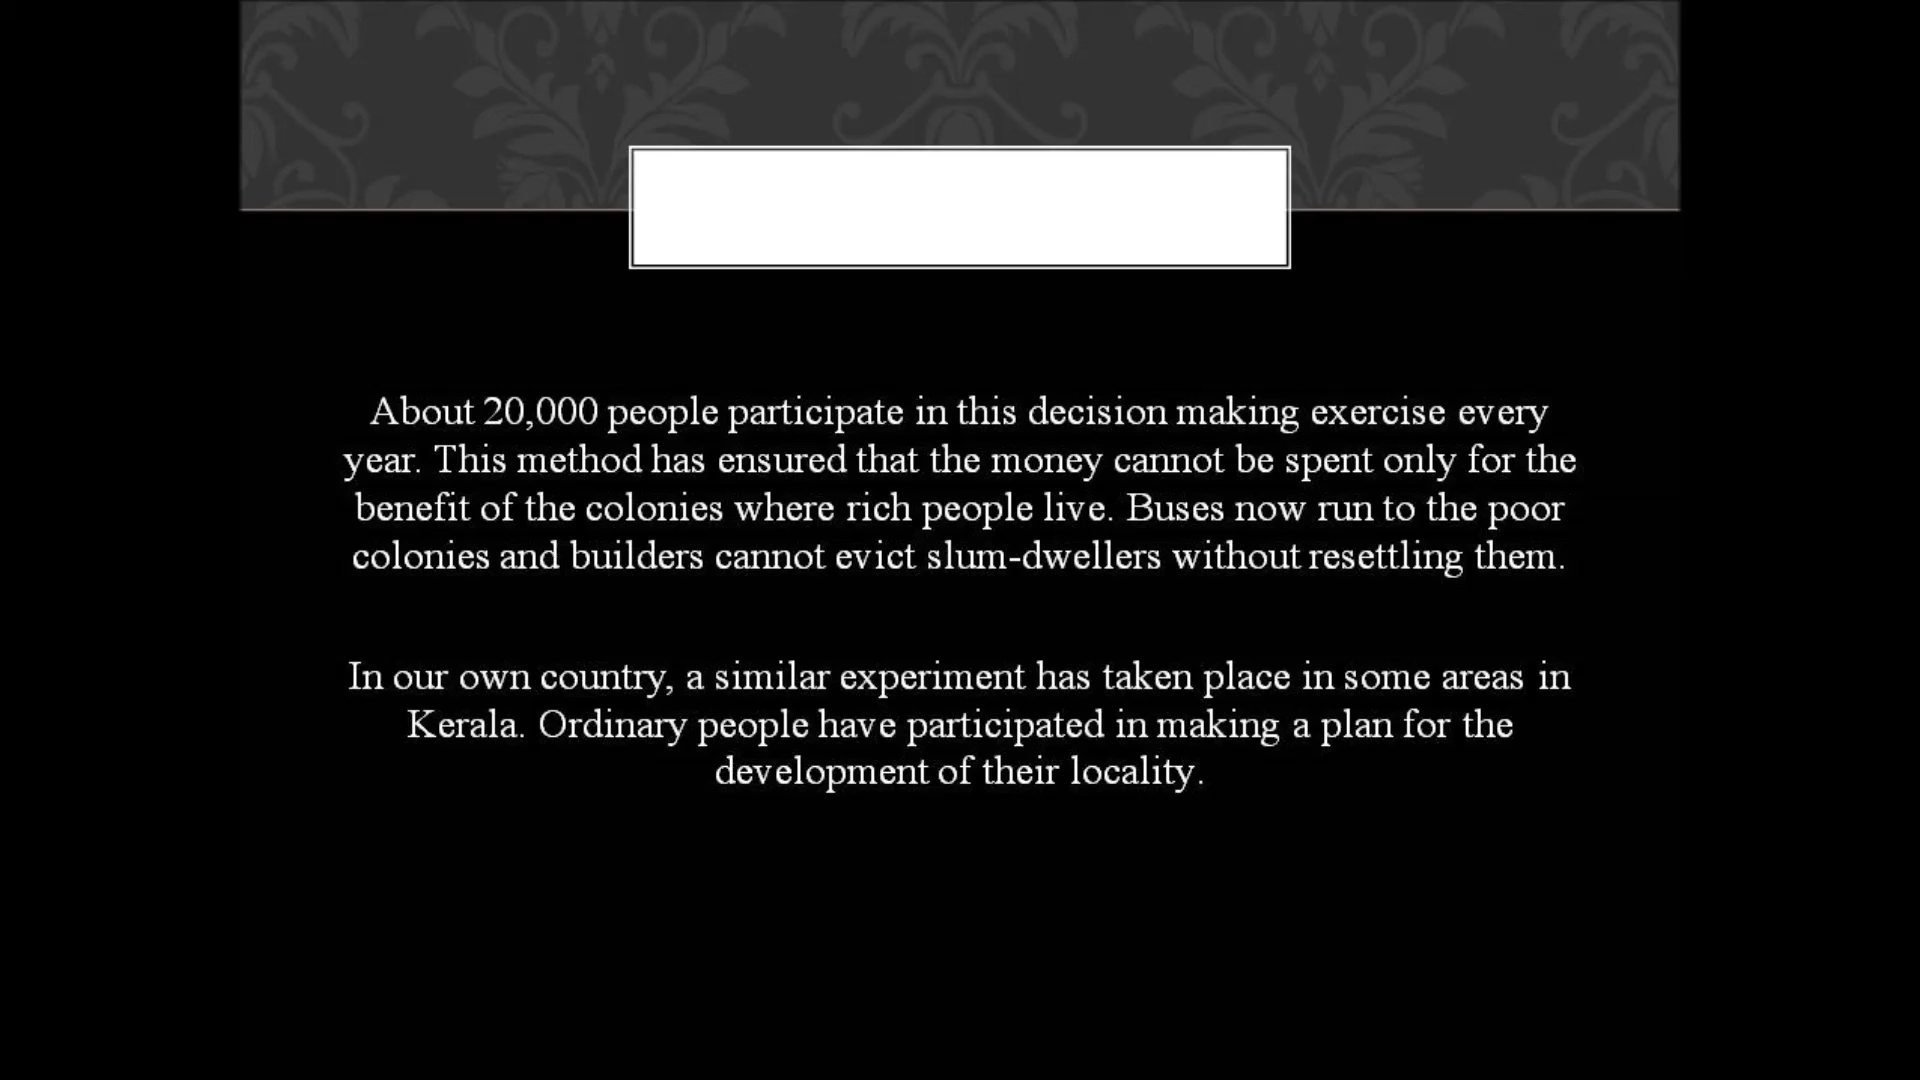 About 20,000 people participate in this decision making exercise every
year. This method has ensured that the money cannot be spent only for the
benefit of the colonies where rich people live. Buses now run to the poor
colonies and builders cannot evict slum-dwellers without resettling them.
In our own country, a similar experiment has taken place in some areas in
Kerala. Ordinary people have participated in making a plan for the
development of their locality.